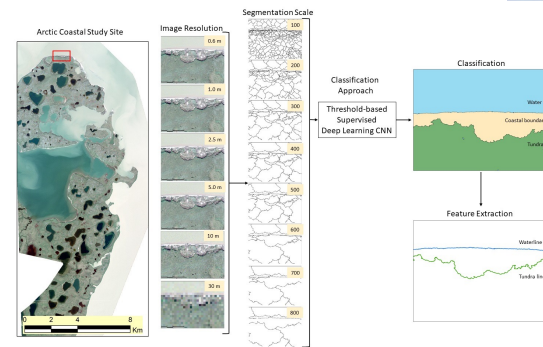 Arctic Coastal Study Site
Image Resolution
Segmentation Scale
0.6 m
1.0 m
2.5 m
5.0 m
10 m
30 m
100
200
300
400
500
600
700
800
Classification
Approach
Threshold-based
Supervised
Deep Learning CNN
Classification
Water
Coastal bounda
Tundra
Feature Extraction
Waterline
Tundra lin
0 2 4 8
Km